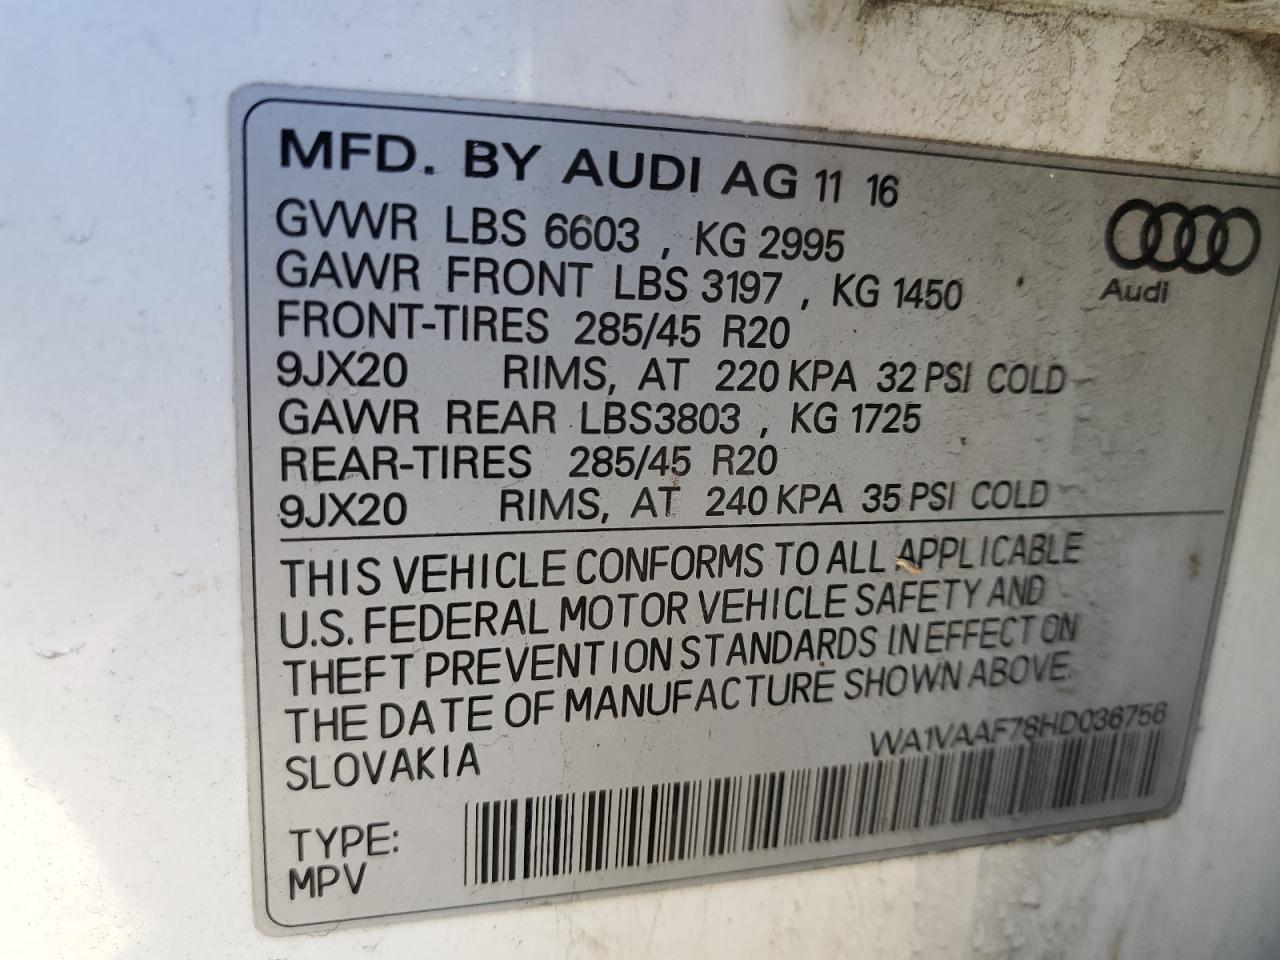 MFD. BY AUDI AG 11 16
GVWR LBS 6603 , KG 2995
GAWR FRONT LBS 3197 , KG 1450
Audi
FRONT-TIRES 285/45 R20
9JX20 RIMS, AT 220 KPA 32 PSI COLD
GAWR REAR LBS3803 , KG 1725
REAR-TIRES 285/45 R20
9JX20 RIMS, AT 240 KPA 35 PSI COLD
THIS VEHICLE CONFORMS TO ALL APPLICABLE
U.S. FEDERAL MOTOR VEHICLE SAFETY AND
THEFT PREVENTION STANDARDS IN EFFECT ON
THE DATE OF MANUFACTURE SHOWN ABOVE.
SLOVAKIA
WA1VAAF78HD036756
TYPE:
MPV